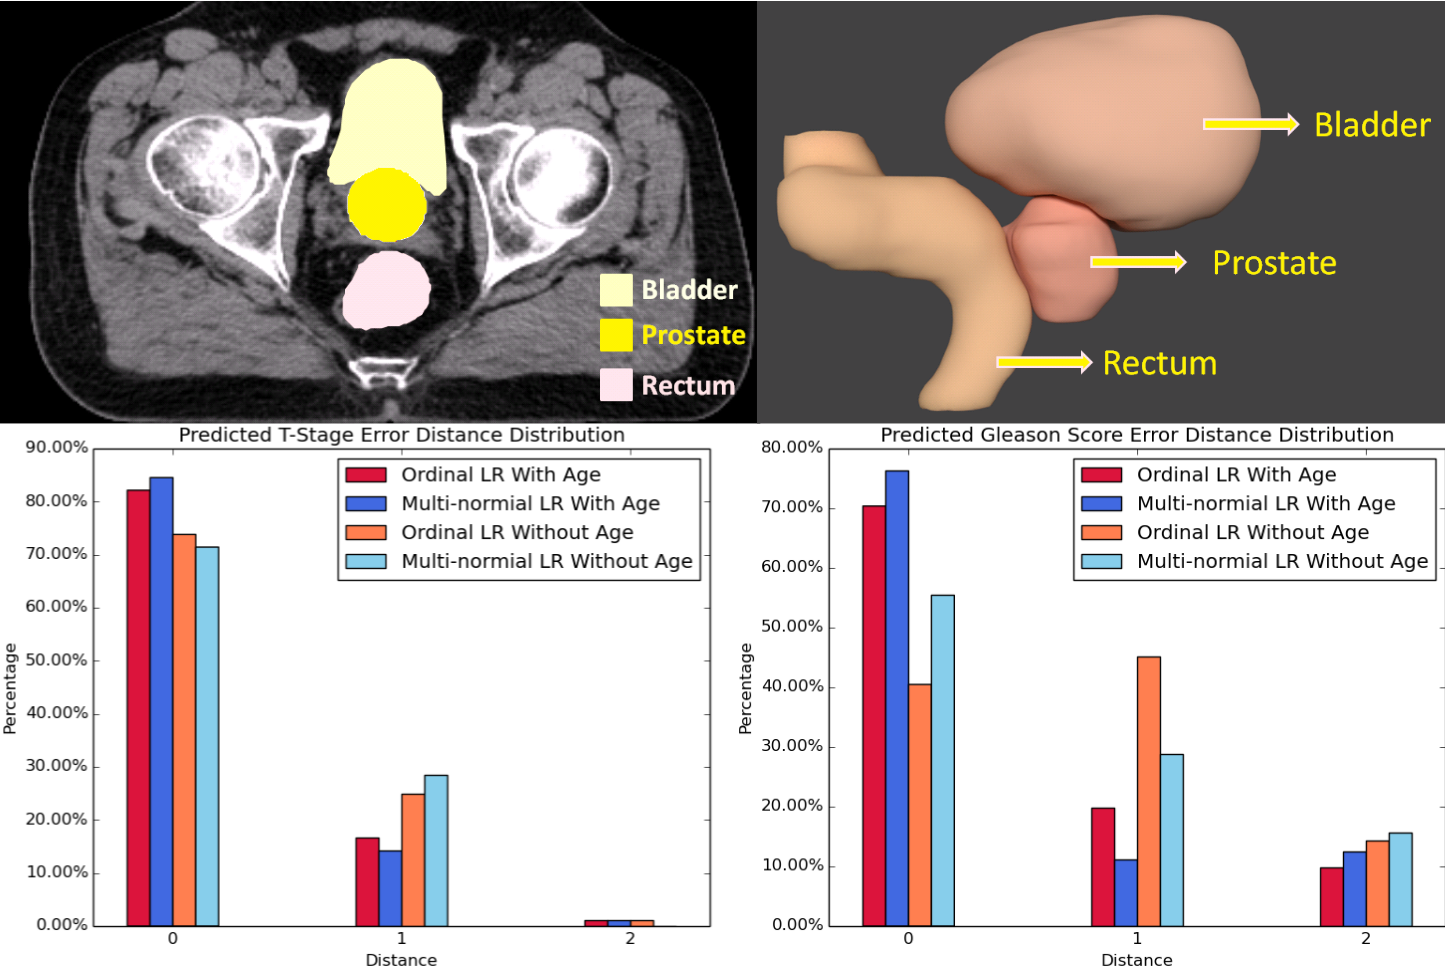 Bladder
Prostate
Rectum
Bladder
Prostate
Rectum
Predicted T-Stage Error Distance Distribution
90.00%
80.00%
70.00%
60.00%
50.00%
40.00%
30.00%
20.00%
10.00%
0.00%
Percentage
Ordinal LR With Age
Multi-normial LR With Age
Ordinal LR Without Age
Multi-normial LR Without Age
0 1 2
Distance
Predicted Gleason Score Error Distance Distribution
80.00%
70.00%
60.00%
50.00%
40.00%
30.00%
20.00%
10.00%
0.00%
Percentage
Ordinal LR With Age
Multi-normial LR With Age
Ordinal LR Without Age
Multi-normial LR Without Age
0 1 2
Distance